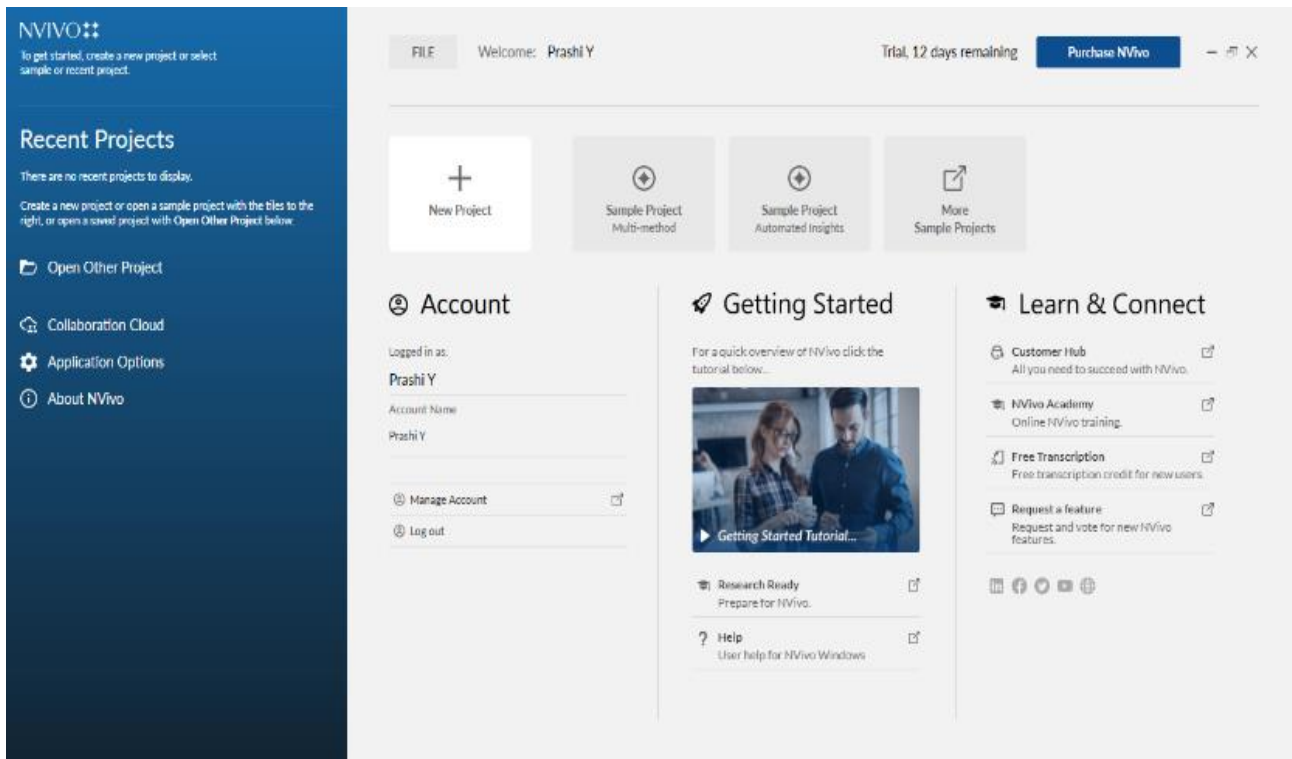 NVIVO
To get started, create a new project or select
sample or recent project.
Recent Projects
There are no recent projects to display.
Create a new project or open a sample project with the tiles to the
right, or open a saved project with Open Other Project below.
Open Other Project
Collaboration Cloud
Application Options
About NVivo
FILE
Welcome: Prashi Y
Trial, 12 days remaining
Purchase NVivo
New Project
Sample Project
Multi-method
Sample Project
Automated Insights
More
Sample Projects
Account
Logged in as:
Prashi Y
Account Name
Prashi Y
Manage Account
Log out
Getting Started
For a quick overview of NVivo click the
tutorial below...
Getting Started Tutorial...
Research Ready
Prepare for NVivo.
? Help
User help for NVivo Windows
Learn & Connect
Customer Hub
All you need to succeed with NVivo.
NVivo Academy
Online NVivo training.
Free Transcription
Free transcription credit for new users.
Request a feature
Request and vote for new NVivo
features.